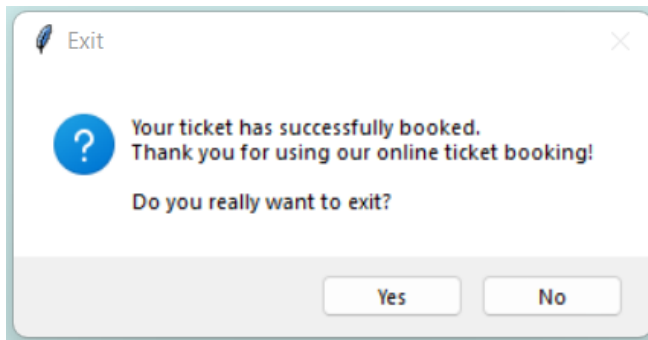 Exit
Your ticket has successfully booked.
Thank you for using our online ticket booking!
Do you really want to exit?
Yes
No